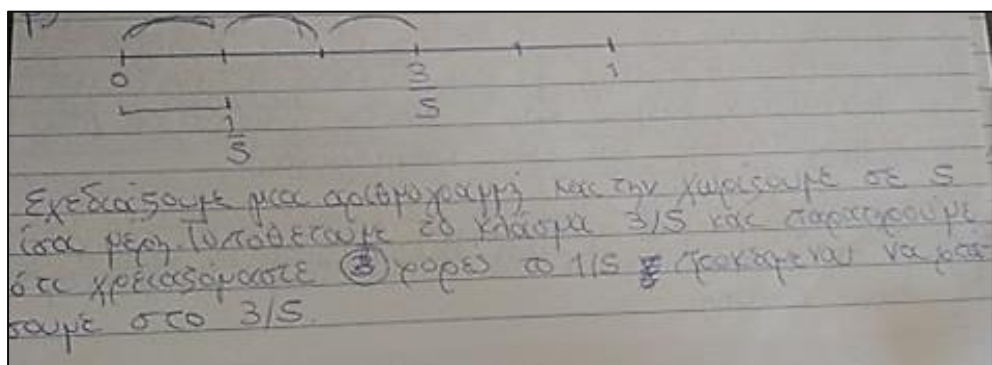 0 3/5 1
1/5
Σχεδιάζουμε μια αριθμογραμμή και την χωρίζουμε σε 5
ίσα μέρη. Τοποθετούμε το κλάσμα 3/5 και παρατηρούμε
ότι χρειαζόμαστε 3 φορές το 1/5 προκειμένου να φτά
σουμε στο 3/5.